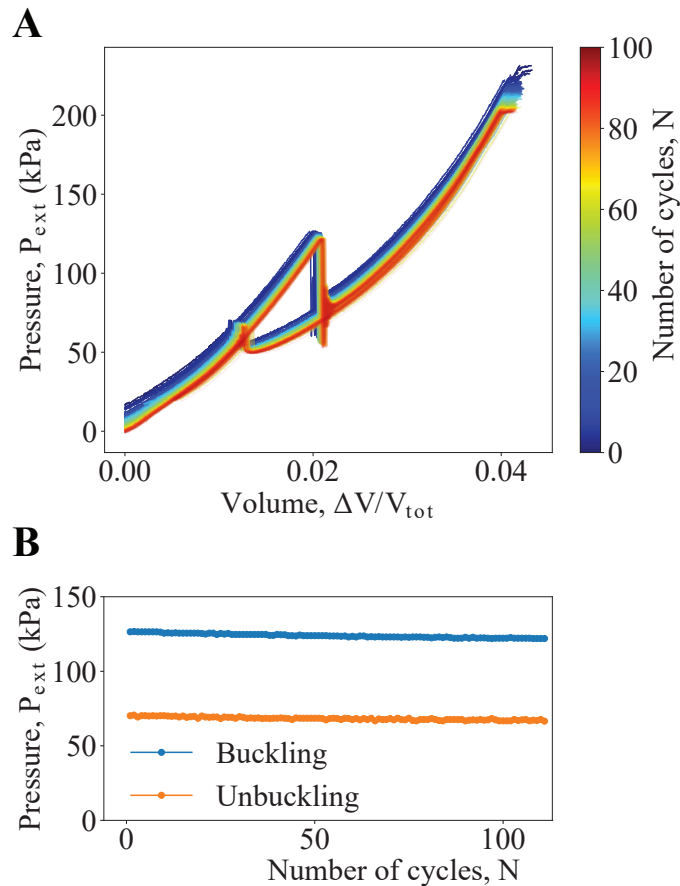 A
Pressure, P_ext (kPa)
200
150
100
50
0
0.00
0.02
0.04
Volume, ΔV/V_tot
100
80
60
40
20
0
Number of cycles, N
B
Pressure, P_ext (kPa)
150
100
50
0
Buckling
Unbuckling
0
50
100
Number of cycles, N